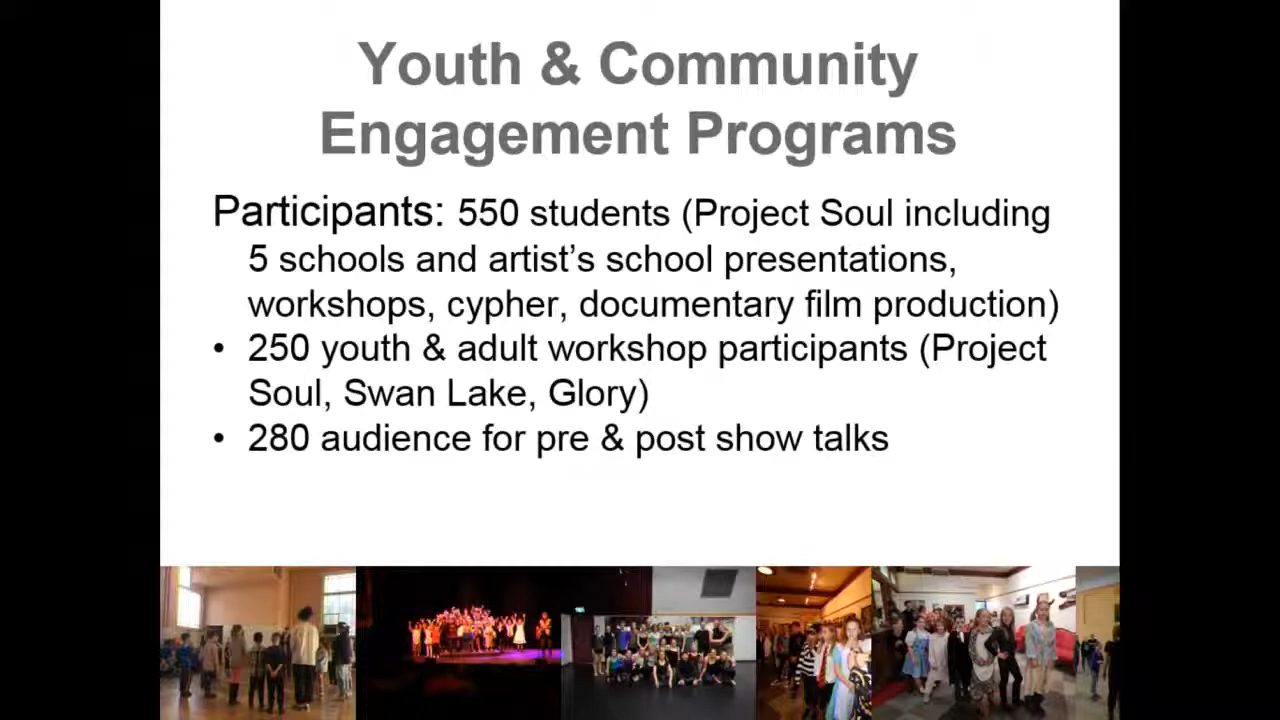 Youth & Community
Engagement Programs
Participants: 550 students (Project Soul including
5 schools and artist's school presentations,
workshops, cypher, documentary film production)
• 250 youth & adult workshop participants (Project
Soul, Swan Lake, Glory)
• 280 audience for pre & post show talks